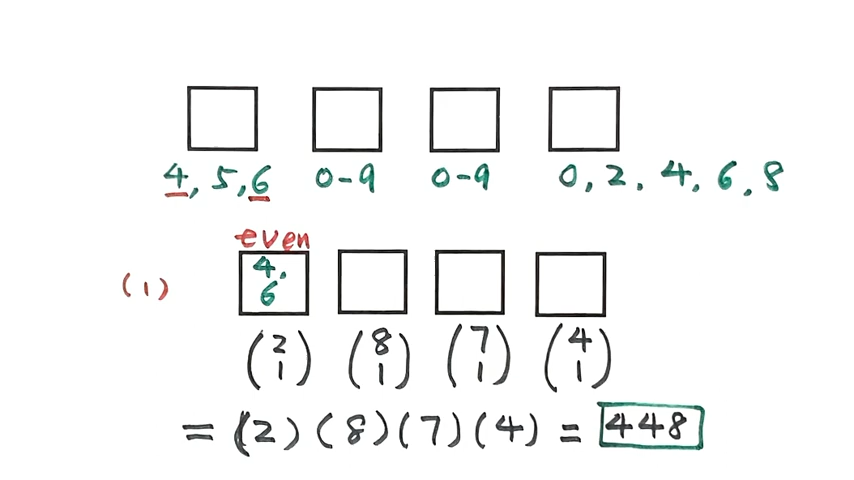 4, 5, 6 0-9 0-9 0, 2, 4, 6, 8
even
(1) 4, 6
(2 1) (8 1) (7 1) (4 1)
= (2) (8) (7) (4) = 448